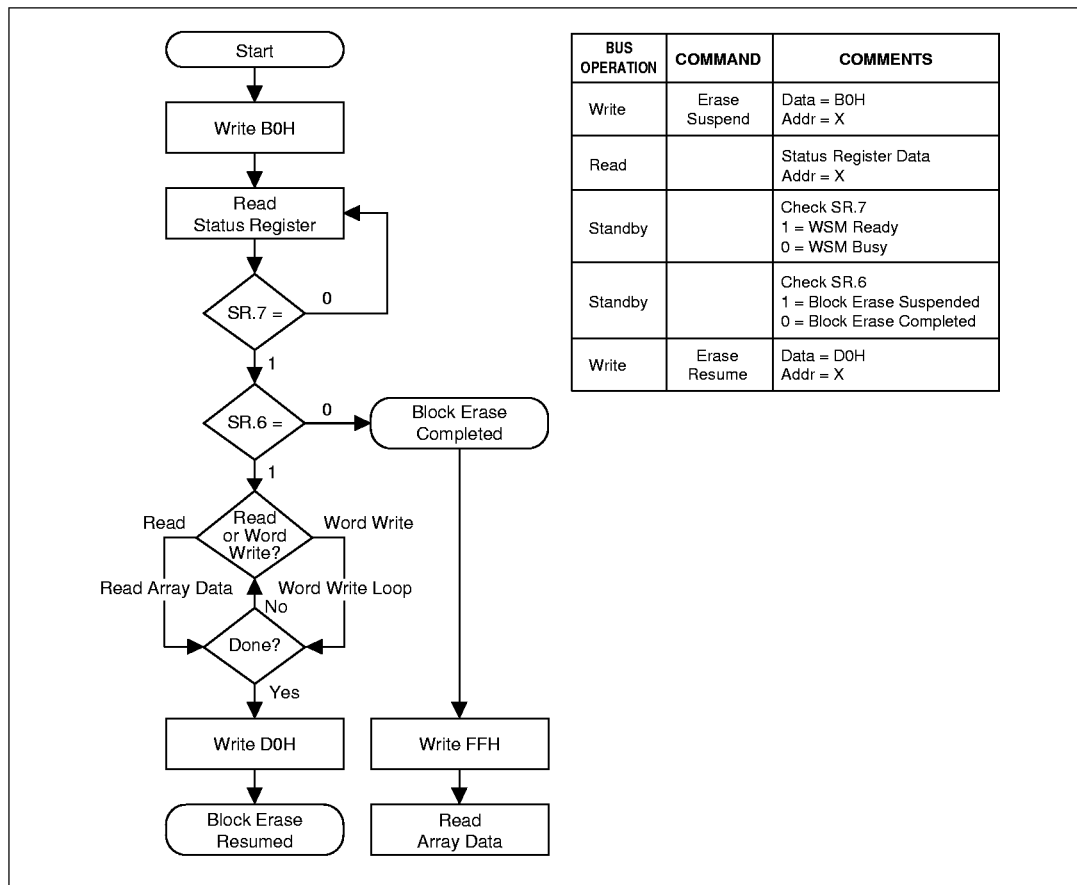 Start
Write B0H
Read
Status Register
SR.7 =
0
1
SR.6 =
0
Block Erase
Completed
1
Read
Read
or Word
Write?
Word Write
Read Array Data
Word Write Loop
No
Done?
Yes
Write D0H
Write FFH
Block Erase
Resumed
Read
Array Data
BUS
OPERATION
COMMAND
COMMENTS
Write
Erase
Suspend
Data = B0H
Addr = X
Read
Status Register Data
Addr = X
Standby
Check SR.7
1 = WSM Ready
0 = WSM Busy
Standby
Check SR.6
1 = Block Erase Suspended
0 = Block Erase Completed
Write
Erase
Resume
Data = D0H
Addr = X